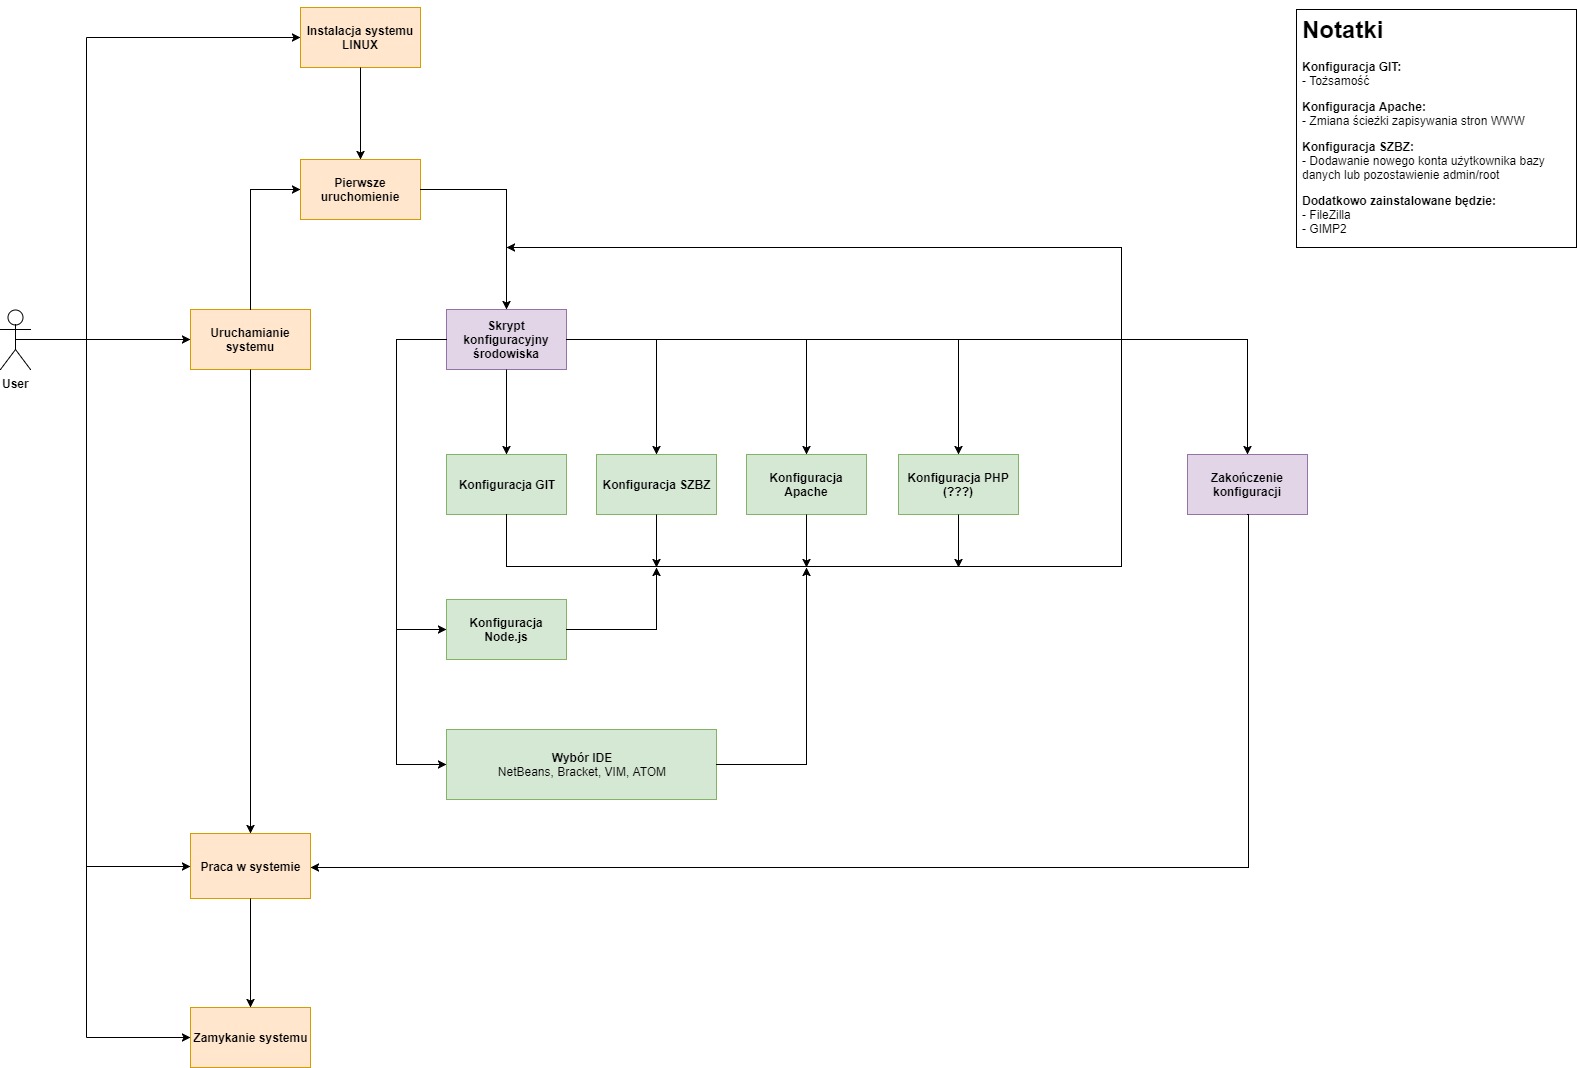 Instalacja systemu
LINUX
Notatki
Konfiguracja GIT:
- Tożsamość
Konfiguracja Apache:
- Zmiana ścieżki zapisywania stron WWW
Konfiguracja SZBZ:
- Dodawanie nowego konta użytkownika bazy
danych lub pozostawienie admin/root
Dodatkowo zainstalowane będzie:
- FileZilla
- GIMP2
Pierwsze
uruchomienie
User
Uruchamianie
systemu
Skrypt
konfiguracyjny
środowiska
Konfiguracja GIT
Konfiguracja SZBZ
Konfiguracja
Apache
Konfiguracja PHP
(???)
Zakończenie
konfiguracji
Konfiguracja
Node.js
Wybór IDE
NetBeans, Bracket, VIM, ATOM
Praca w systemie
Zamykanie systemu